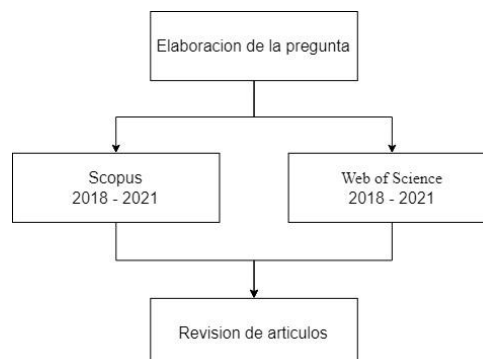 Elaboracion de la pregunta
Scopus
2018 - 2021
Web of Science
2018 - 2021
Revision de articulos